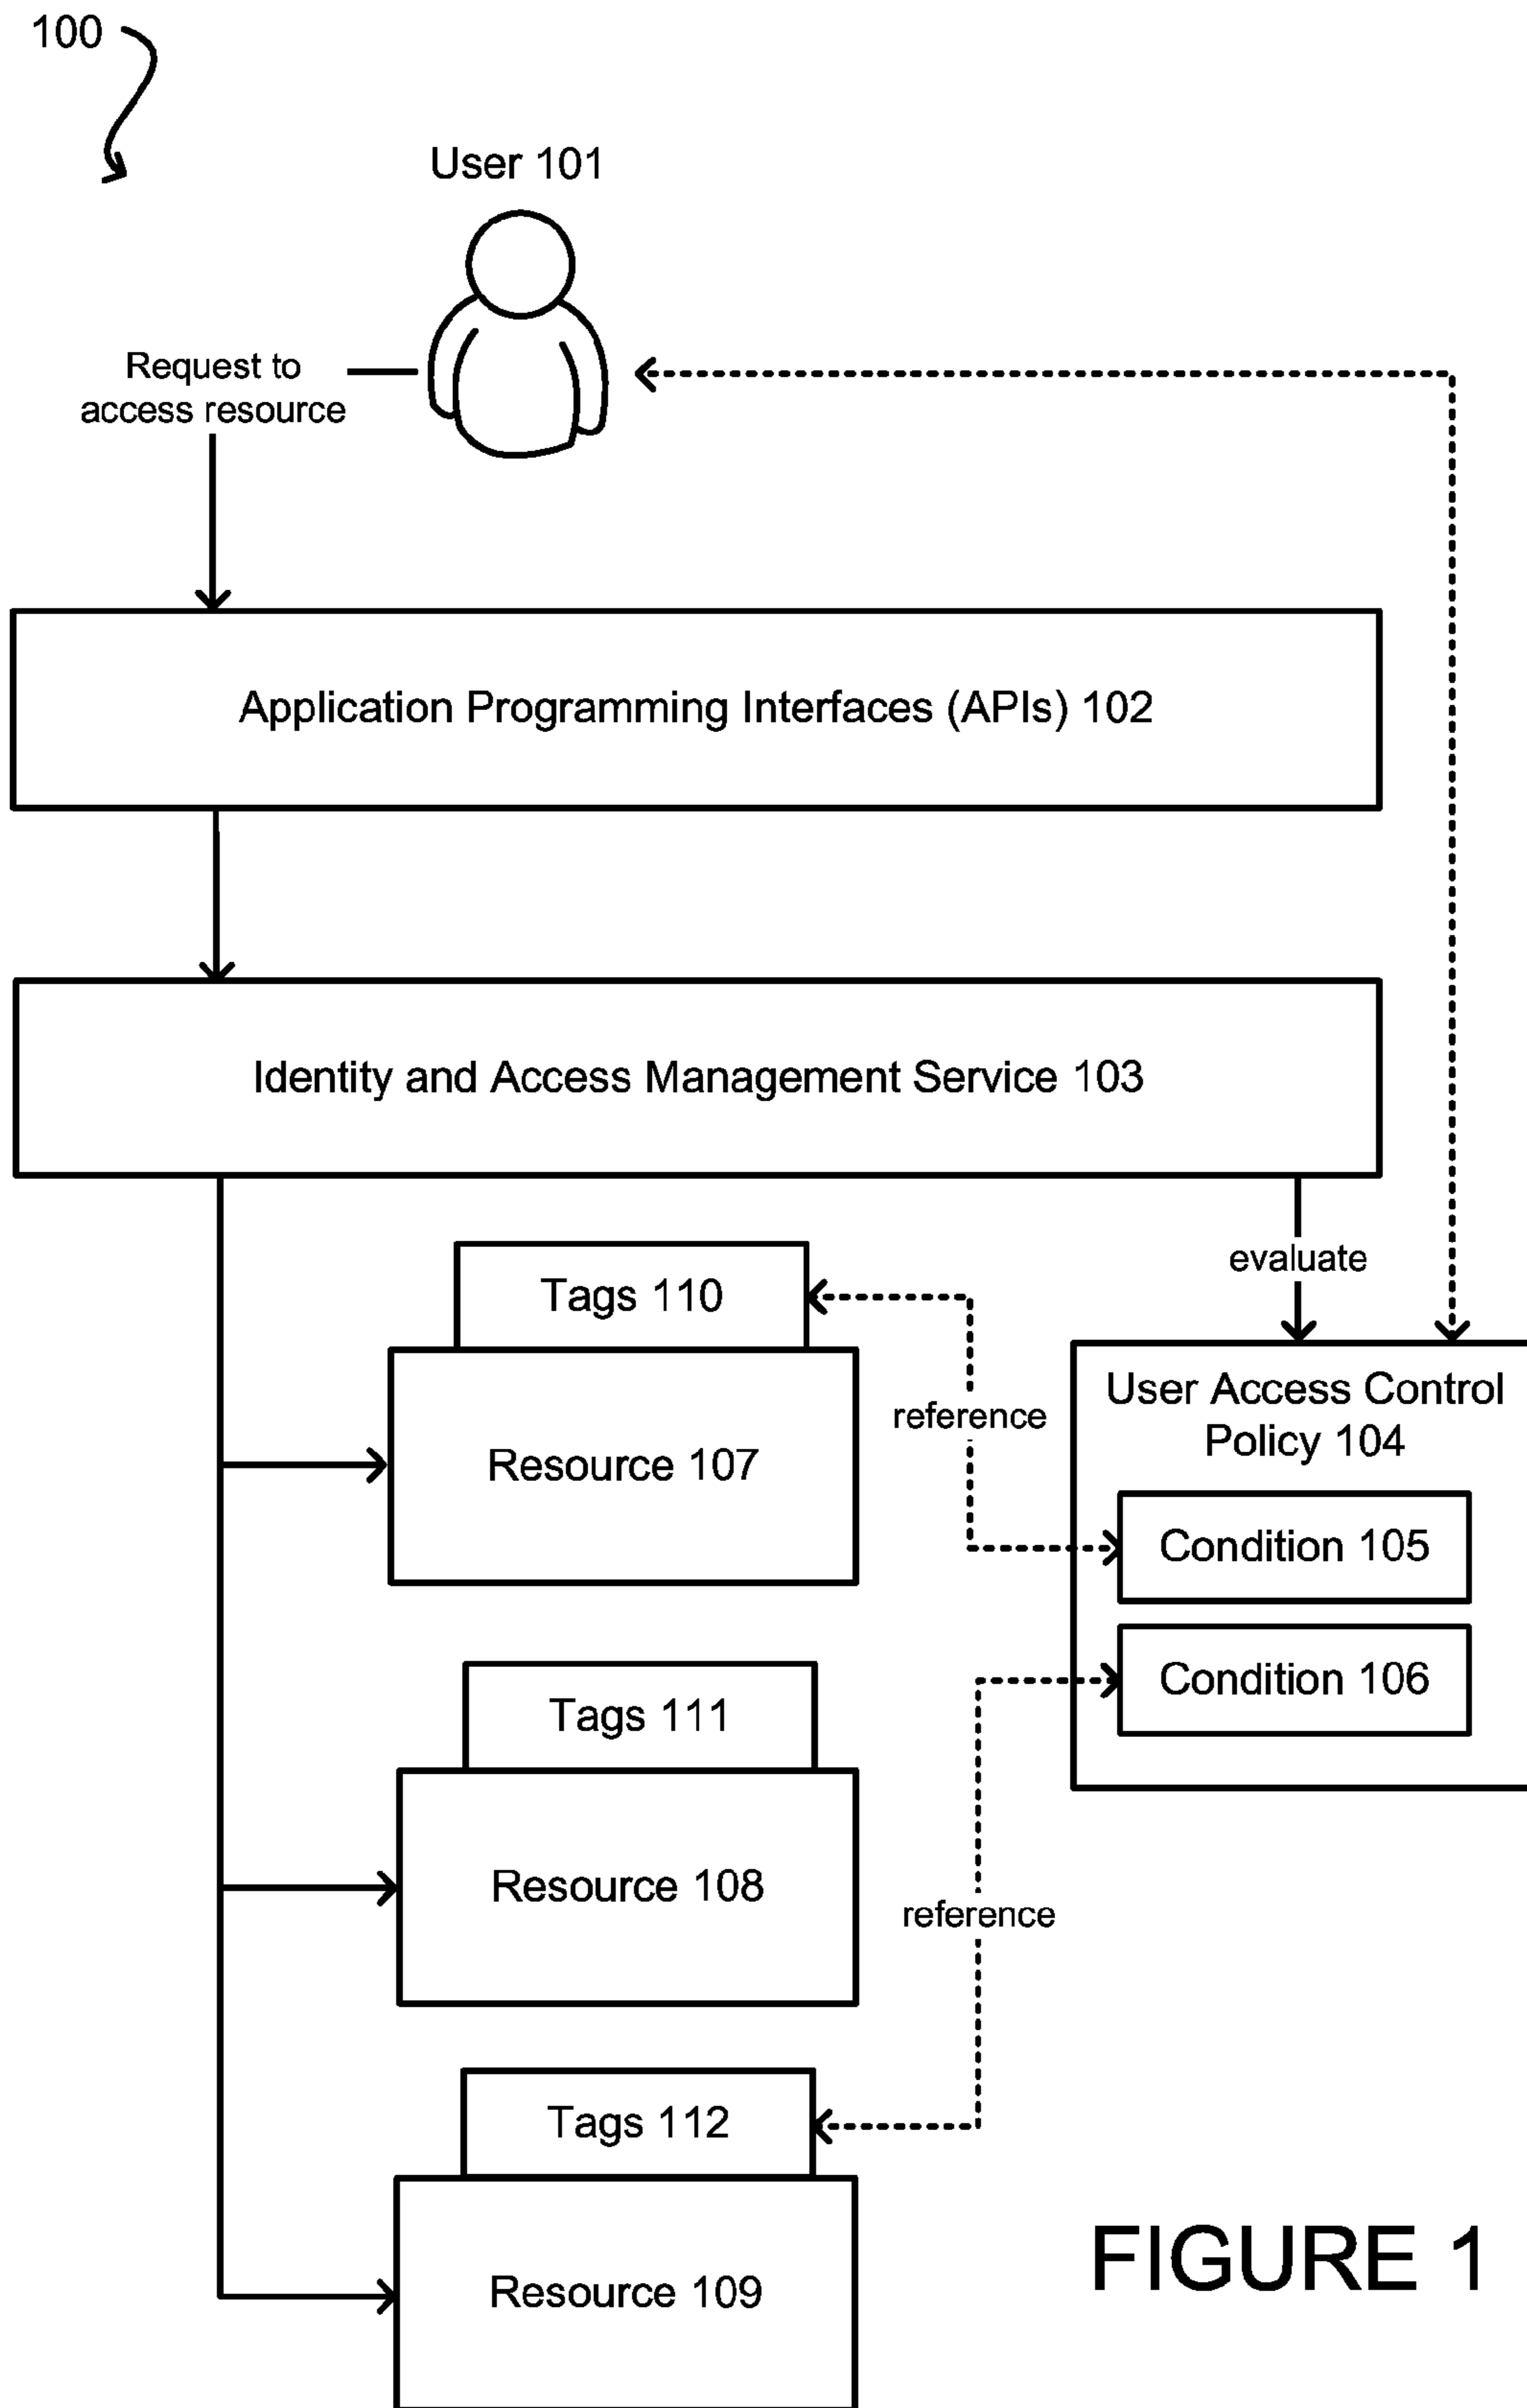 100
User 101
Request to
access resource
Application Programming Interfaces (APIs) 102
Identity and Access Management Service 103
evaluate
Tags 110
Resource 107
reference
User Access Control
Policy 104
Condition 105
Condition 106
Tags 111
Resource 108
reference
Tags 112
Resource 109
FIGURE 1